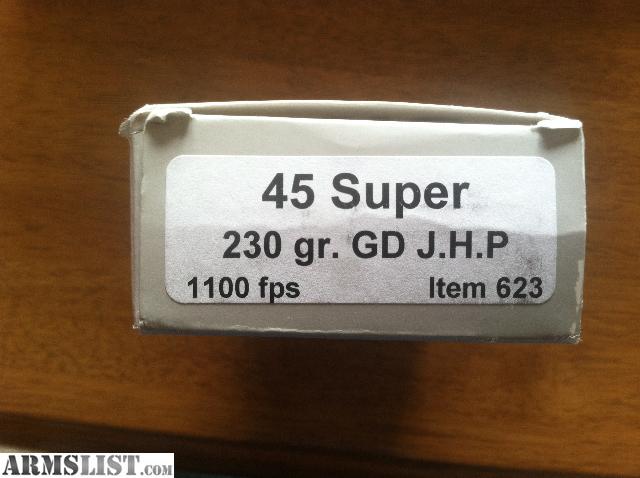 45 Super
230 gr. GD J.H.P
1100 fps Item 623
ARMSLIST.COM